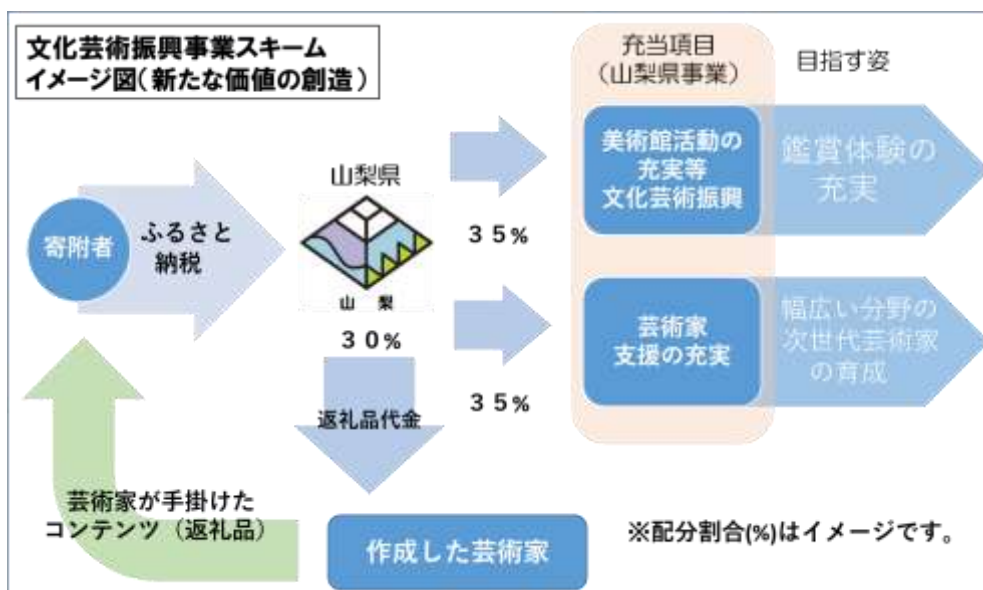 文化芸術振興事業スキーム
イメージ図（新たな価値の創造）
充当項目
（山梨県事業）
目指す姿
寄附者
ふるさと
納税
山梨県
山 梨
３０%
３５%
美術館活動の
充実等
文化芸術振興
鑑賞体験の
充実
３５%
芸術家
支援の充実
幅広い分野の
次世代芸術家
の育成
返礼品代金
芸術家が手掛けた
コンテンツ（返礼品）
作成した芸術家
※配分割合(%)はイメージです。